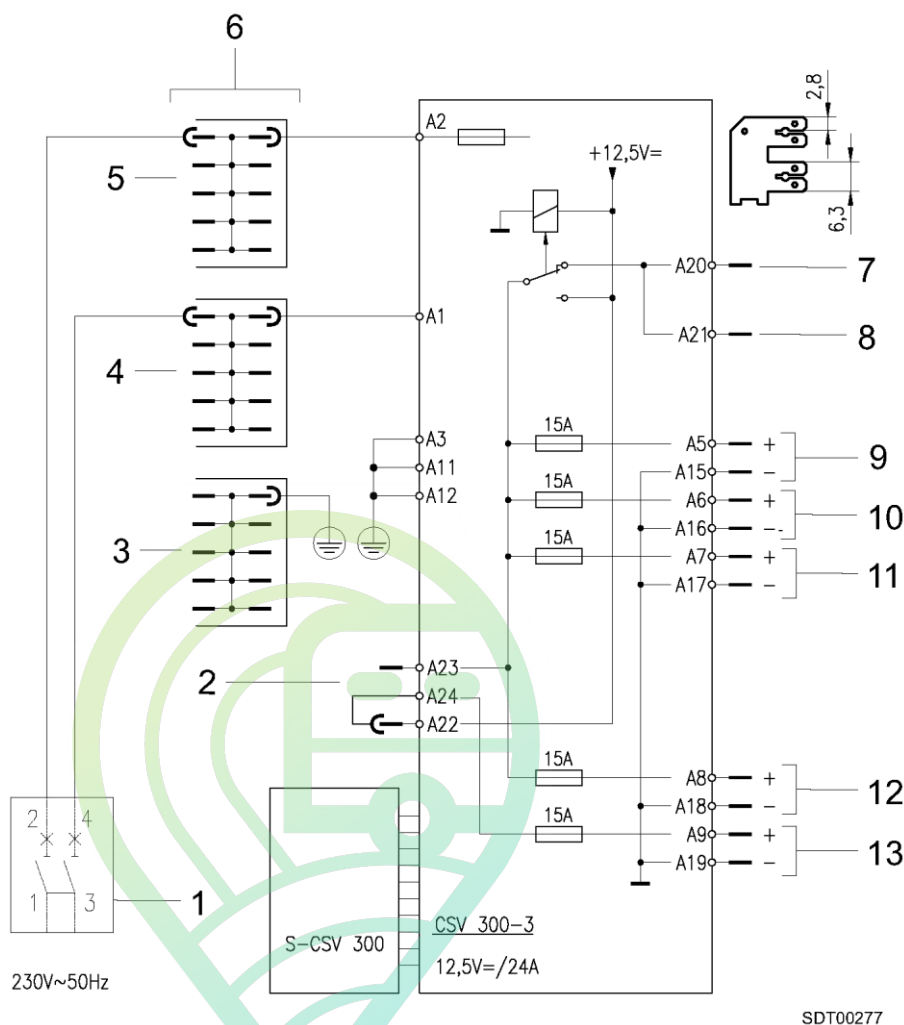 6
A2
2,8
+12,5V=
5
6,3
A20
7
A1
A21
8
4
A3
15A
A5
+
9
A11
A15
−
A12
15A
A6
+
10
A16
−
3
15A
A7
+
11
A17
−
2
A23
A24
A22
15A
A8
+
12
A18
−
15A
A9
+
13
A19
−
2
4
1
3
1
CSV 300-3
S-CSV 300
12,5V=/24A
230V~50Hz
SDT00277